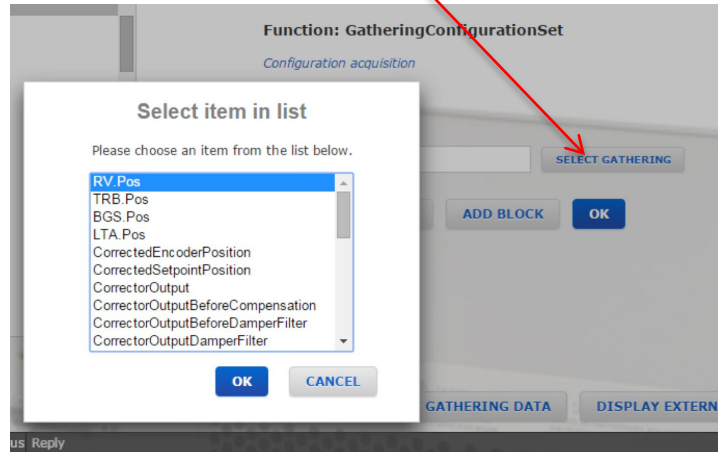 Function: GatheringConfigurationSet
Configuration acquisition
Select item in list
Please choose an item from the list below.
RV.Pos
TRB.Pos
BGS.Pos
LTA.Pos
CorrectedEncoderPosition
CorrectedSetpointPosition
CorrectorOutput
CorrectorOutputBeforeCompensation
CorrectorOutputBeforeDamperFilter
CorrectorOutputDamperFilter
OK CANCEL
SELECT GATHERING
ADD BLOCK OK
GATHERING DATA DISPLAY EXTERN
us Reply